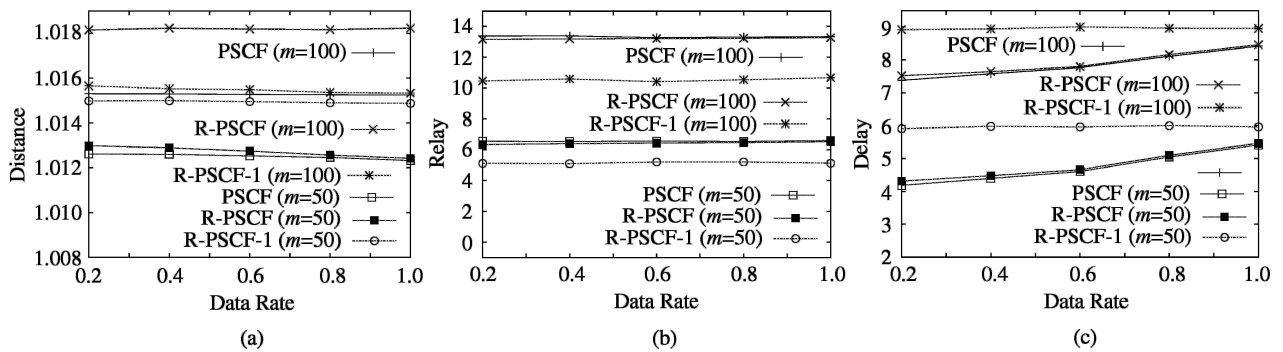 1.018
1.016
1.014
1.012
1.010
1.008
Distance
PSCF (m=100)
R-PSCF (m=100)
R-PSCF-1 (m=100)
PSCF (m=50)
R-PSCF (m=50)
R-PSCF-1 (m=50)
0.2 0.4 0.6 0.8 1.0
Data Rate
(a)
14
12
10
8
6
4
2
0
Relay
PSCF (m=100)
R-PSCF (m=100)
R-PSCF-1 (m=100)
PSCF (m=50)
R-PSCF (m=50)
R-PSCF-1 (m=50)
0.2 0.4 0.6 0.8 1.0
Data Rate
(b)
9
8
7
6
5
4
3
2
Delay
PSCF (m=100)
R-PSCF (m=100)
R-PSCF-1 (m=100)
PSCF (m=50)
R-PSCF (m=50)
R-PSCF-1 (m=50)
0.2 0.4 0.6 0.8 1.0
Data Rate
(c)